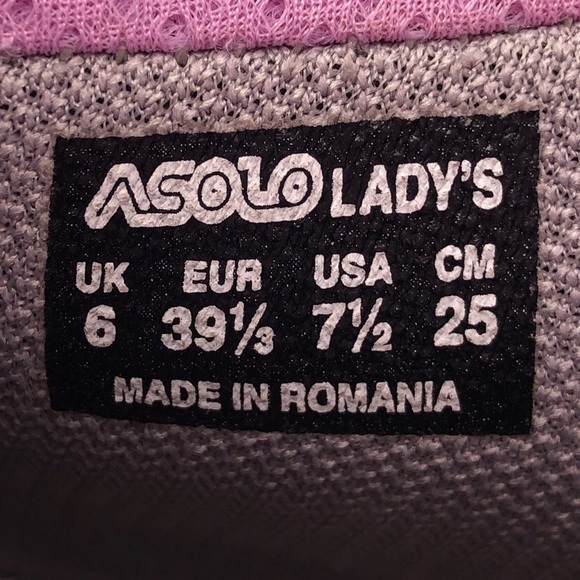 ASOLO LADY'S
UK EUR USA CM
6 39⅓ 7½ 25
MADE IN ROMANIA